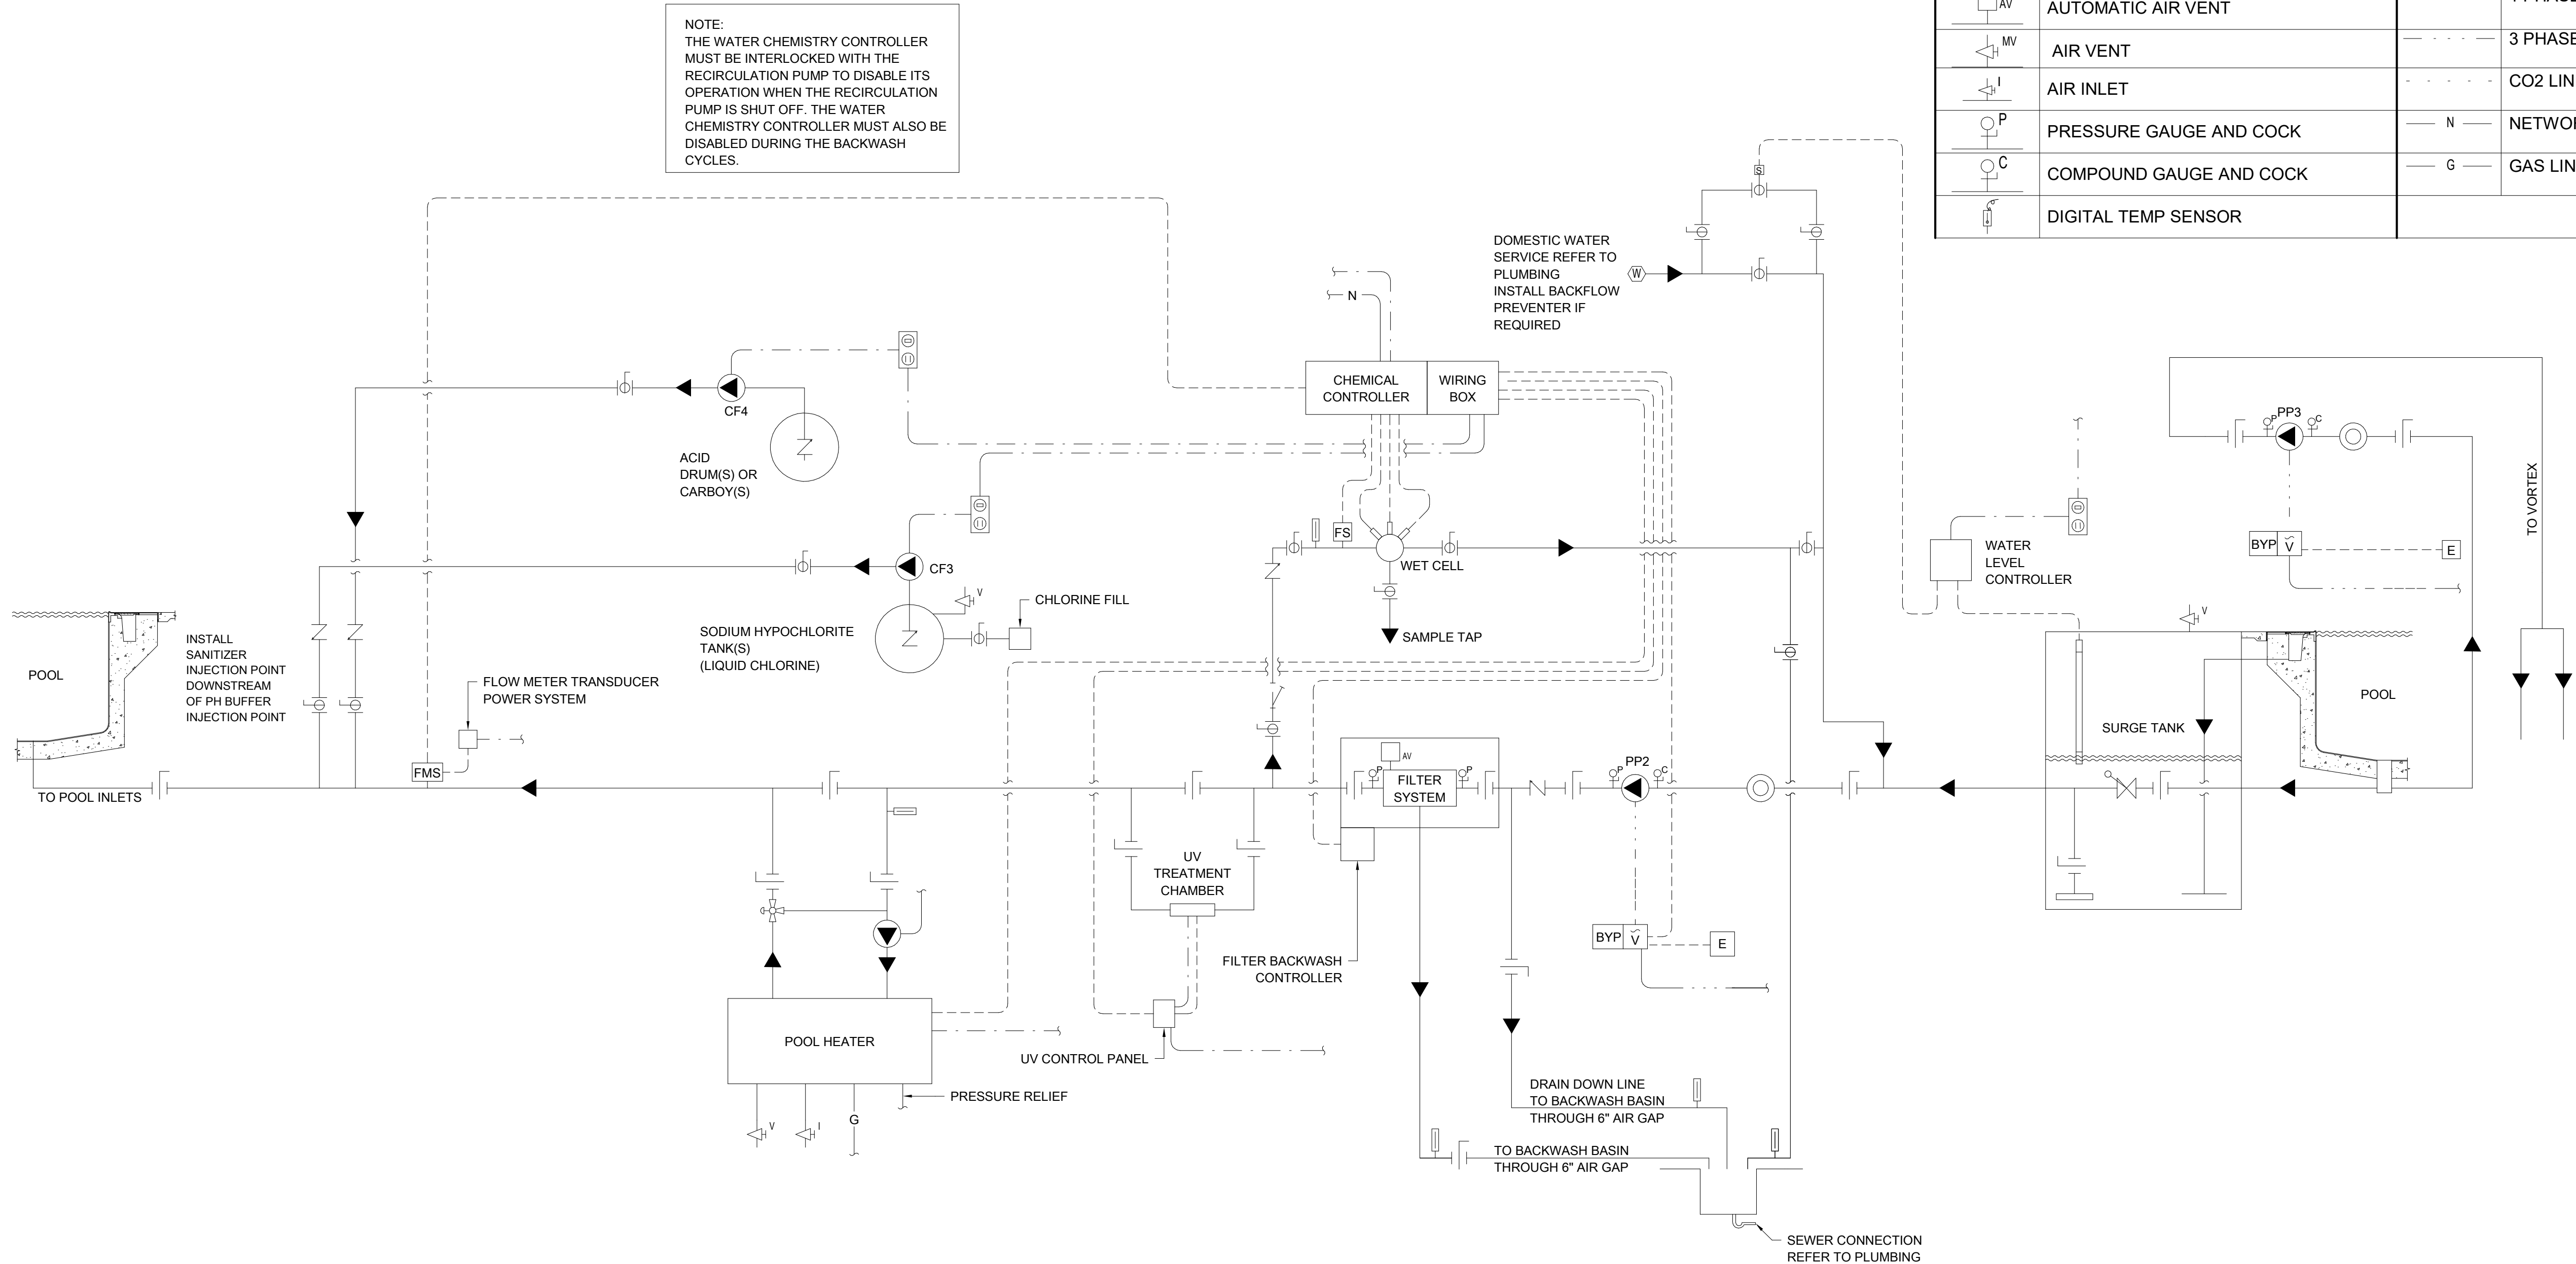 NOTE:
THE WATER CHEMISTRY CONTROLLER
MUST BE INTERLOCKED WITH THE
RECIRCULATION PUMP TO DISABLE ITS
OPERATION WHEN THE RECIRCULATION
PUMP IS SHUT OFF. THE WATER
CHEMISTRY CONTROLLER MUST ALSO BE
DISABLED DURING THE BACKWASH
CYCLES.
AV
AUTOMATIC AIR VENT
MV
AIR VENT
3 PHASE
I
AIR INLET
CO2 LIN
P
PRESSURE GAUGE AND COCK
N
C
COMPOUND GAUGE AND COCK
G
GAS LIN
DIGITAL TEMP SENSOR
S
DOMESTIC WATER
SERVICE REFER TO
PLUMBING
INSTALL BACKFLOW
PREVENTER IF
REQUIRED
W
N
CHEMICAL
CONTROLLER
WIRING
BOX
CF4
ACID
DRUM(S) OR
CARBOY(S)
CF3
V
CHLORINE FILL
SODIUM HYPOCHLORITE
TANK(S)
(LIQUID CHLORINE)
FS
WET CELL
SAMPLE TAP
P
PP3
C
TO VORTEX
BYP
V
E
WATER
LEVEL
CONTROLLER
V
POOL
INSTALL
SANITIZER
INJECTION POINT
DOWNSTREAM
OF PH BUFFER
INJECTION POINT
FLOW METER TRANSDUCER
POWER SYSTEM
FMS
TO POOL INLETS
SURGE TANK
POOL
AV
P
FILTER
SYSTEM
P
P
PP2
C
UV
TREATMENT
CHAMBER
BYP
V
E
FILTER BACKWASH
CONTROLLER
POOL HEATER
UV CONTROL PANEL
PRESSURE RELIEF
V
I
G
DRAIN DOWN LINE
TO BACKWASH BASIN
THROUGH 6" AIR GAP
TO BACKWASH BASIN
THROUGH 6" AIR GAP
SEWER CONNECTION
REFER TO PLUMBING